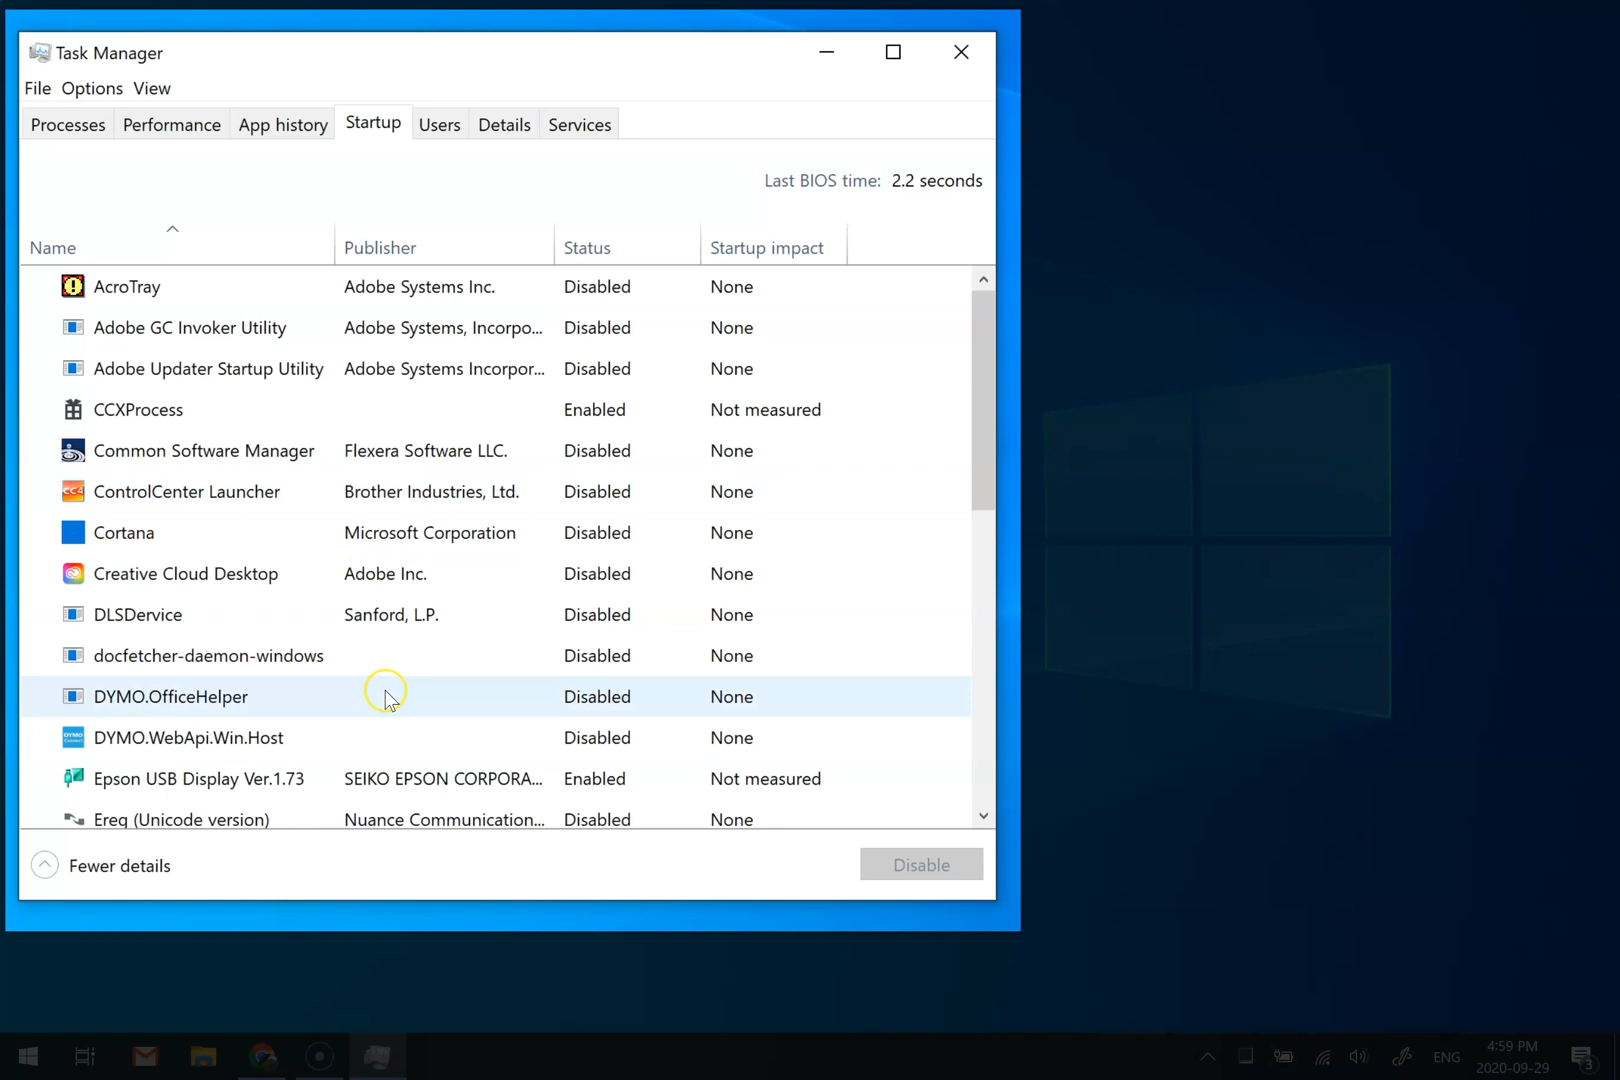 Task Manager
File Options View
Processes Performance App history Startup Users Details Services
Last BIOS time: 2.2 seconds
Name Publisher Status Startup impact
AcroTray Adobe Systems Inc. Disabled None
Adobe GC Invoker Utility Adobe Systems, Incorpo... Disabled None
Adobe Updater Startup Utility Adobe Systems Incorpor... Disabled None
CCXProcess Enabled Not measured
Common Software Manager Flexera Software LLC. Disabled None
CC4 ControlCenter Launcher Brother Industries, Ltd. Disabled None
Cortana Microsoft Corporation Disabled None
Creative Cloud Desktop Adobe Inc. Disabled None
DLSDervice Sanford, L.P. Disabled None
docfetcher-daemon-windows Disabled None
DYMO.OfficeHelper Disabled None
DYMO.WebApi.Win.Host Disabled None
Epson USB Display Ver.1.73 SEIKO EPSON CORPORA... Enabled Not measured
Ereq (Unicode version) Nuance Communication... Disabled None
Fewer details Disable
ENG 4:59 PM 3
2020-09-29